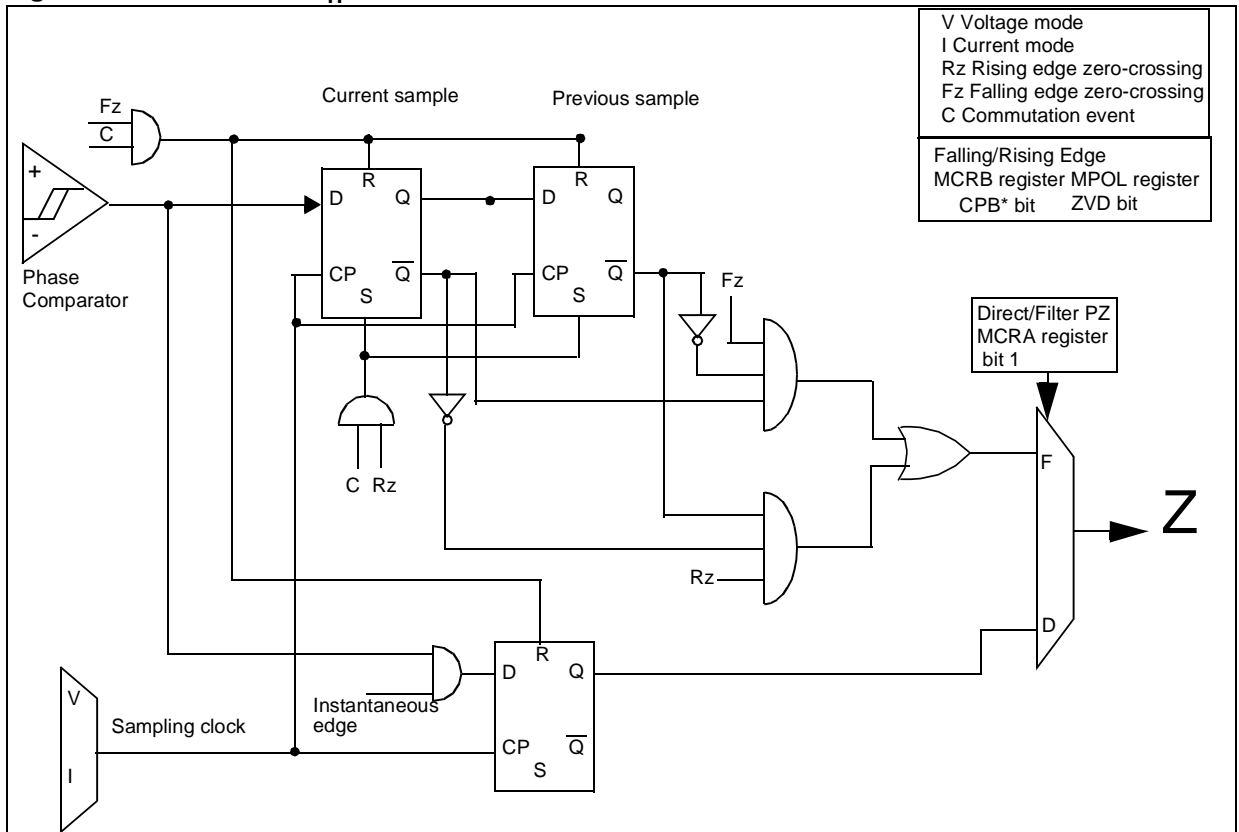 V Voltage mode
I Current mode
Rz Rising edge zero-crossing
Fz Falling edge zero-crossing
C Commutation event
Falling/Rising Edge
MCRB register MPOL register
CPB* bit ZVD bit
Current sample
Previous sample
Fz
C
R
D Q
CP Q
S
R
D Q
CP Q
S
+
-
Phase
Comparator
Fz
Direct/Filter PZ
MCRA register
bit 1
C Rz
F
Z
Rz
D
R
D Q
CP Q
S
Instantaneous
edge
V
Sampling clock
I